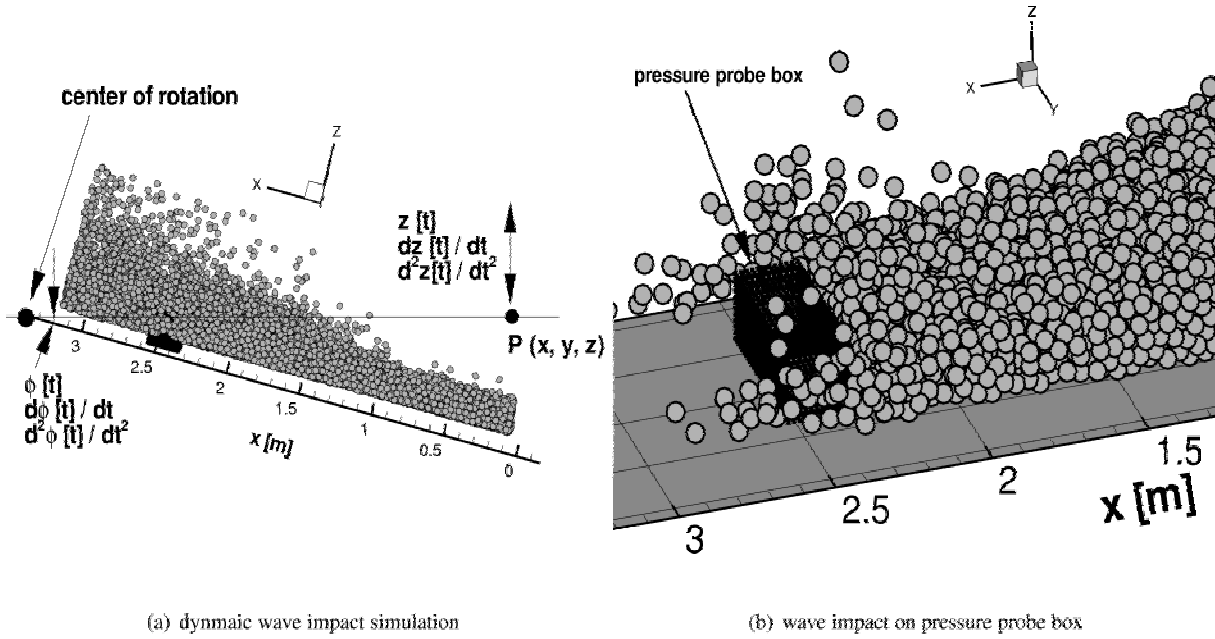 center of rotation
z
x
z [t]
dz [t] / dt
d²z[t] / dt²
P (x, y, z)
ϕ [t]
dϕ [t] / dt
d²ϕ [t] / dt²
3
2.5
2
1.5
1
0.5
0
x [m]
(a) dynmaic wave impact simulation
pressure probe box
z
x
Y
3
2.5
2
1.5
x [m]
(b) wave impact on pressure probe box